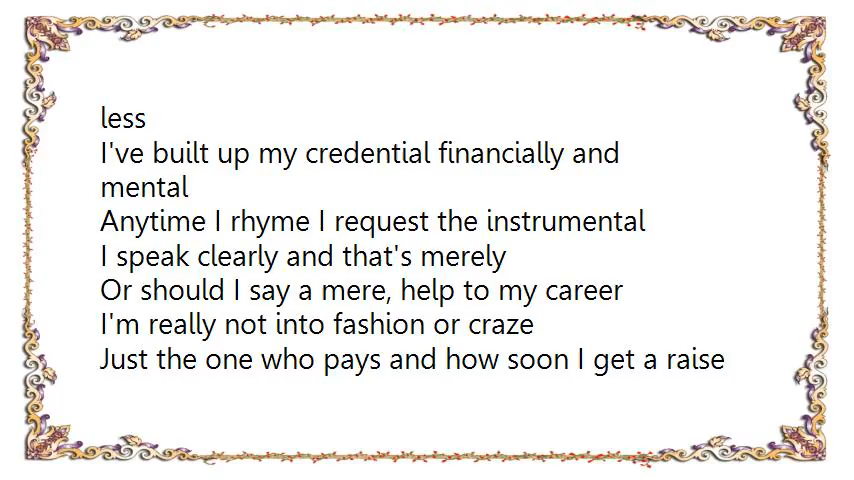 less
I've built up my credential financially and
mental
Anytime I rhyme I request the instrumental
I speak clearly and that's merely
Or should I say a mere, help to my career
I'm really not into fashion or craze
Just the one who pays and how soon I get a raise